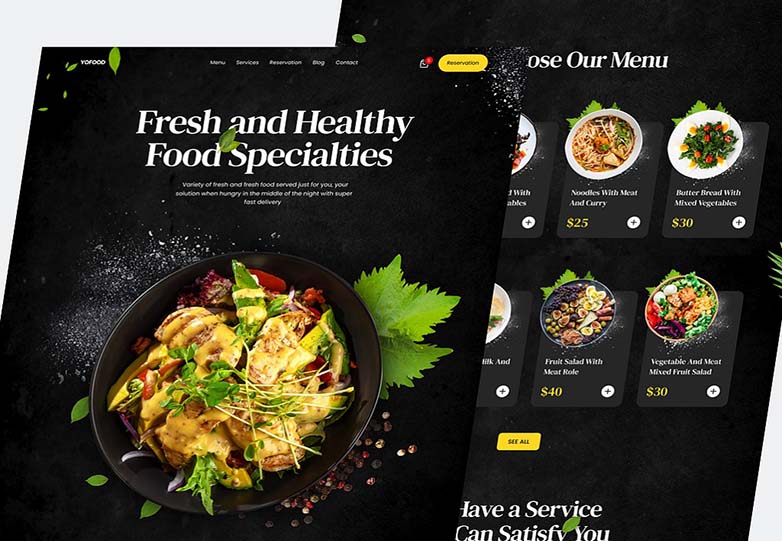 YOFOOD
Menu Services Reservation Blog Contact
Reservation
Fresh and Healthy
Food Specialties
Variety of fresh and fresh food served just for you, your
solution when hungry in the middle of the night with super
fast delivery
ose Our Menu
d With
ables
Noodles With Meat
And Curry
$25
Butter Bread With
Mixed Vegetables
$30
Milk And
Fruit Salad With
Meat Role
$40
Vegetable And Meat
Mixed Fruit Salad
$30
SEE ALL
Have a Service
Can Satisfy You